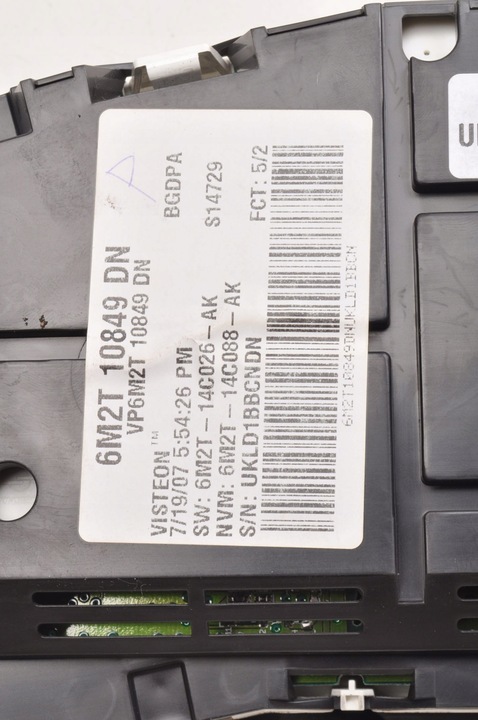 6M2T 10849 DN
VP6M2T 10849 DN
BGDPA
VISTEON™
7/19/07 5:54:26 PM
SW: 6M2T-14C026-AK S14729
NVM: 6M2T-14C088-AK
S/N: UKLD1BBCNDN FCT: 5/2
6M2T10849DNUKLD1BBCN